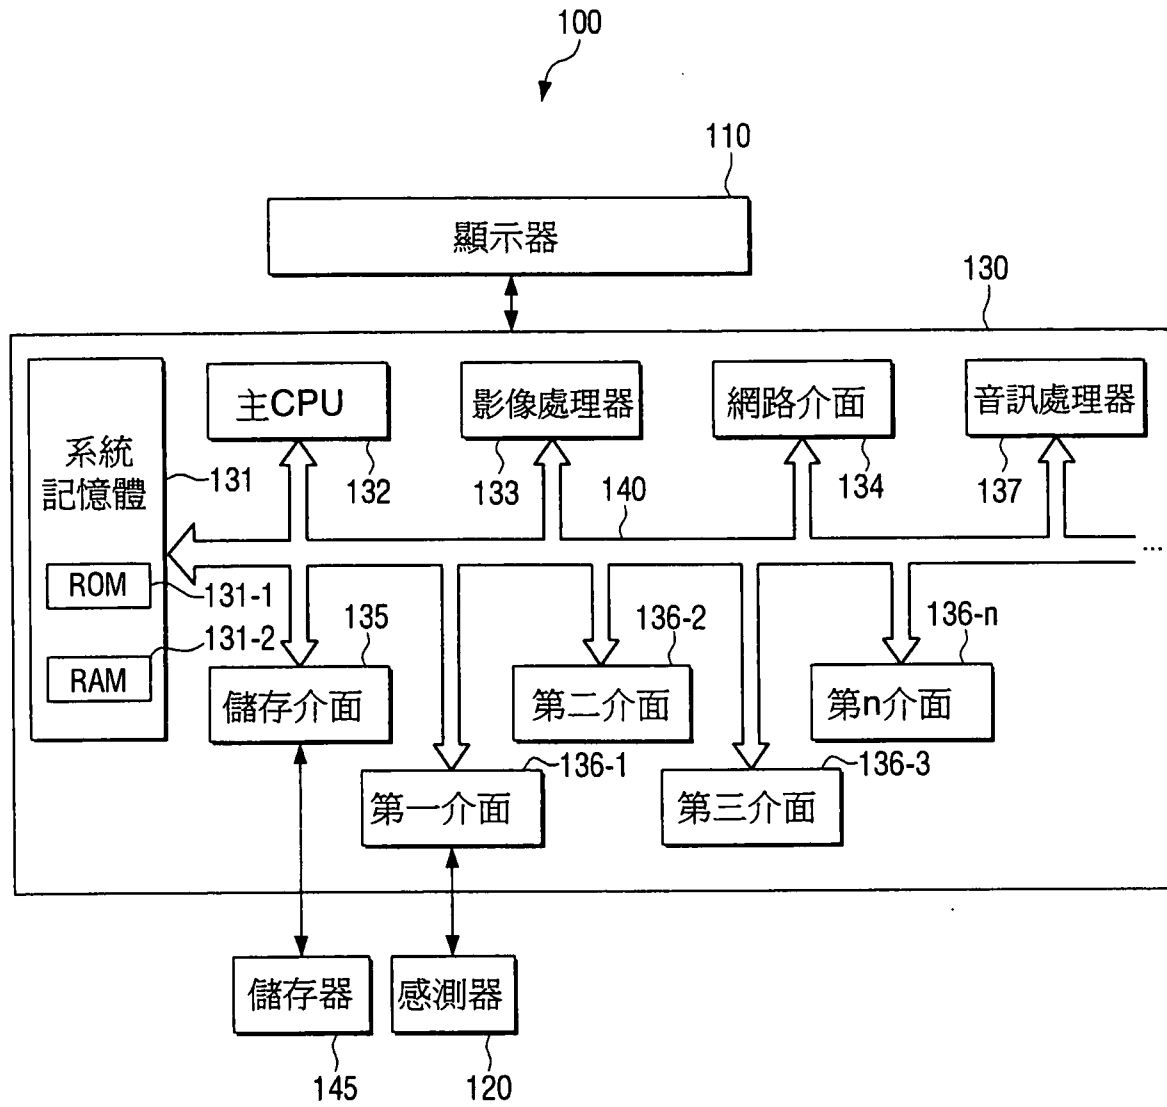 100
110
顯示器
130
主CPU
影像處理器
網路介面
音訊處理器
系統
記憶體
131
132
133
140
134
137
...
ROM
131-1
RAM
131-2
135
136-2
136-n
儲存介面
第二介面
第n介面
136-1
136-3
第一介面
第三介面
儲存器
感測器
145
120